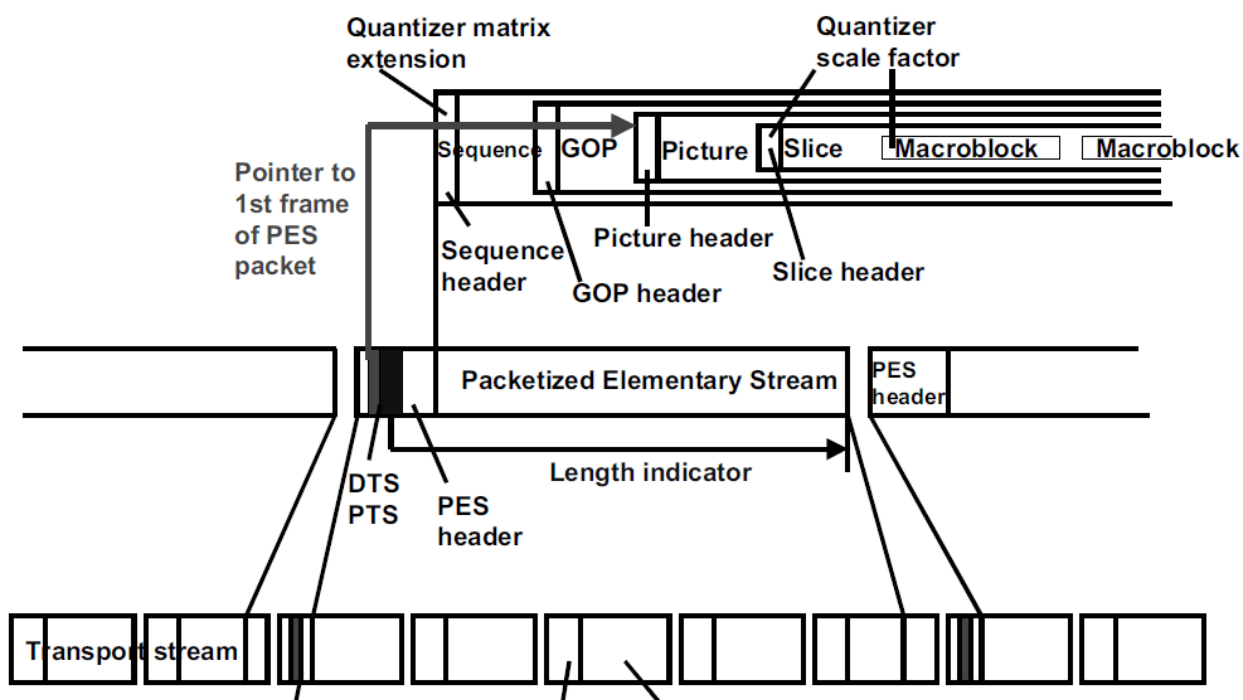 Quantizer matrix
extension
Quantizer
scale factor
Sequence
GOP
Picture
Slice
Macroblock
Macroblock
Pointer to
1st frame
of PES
packet
Sequence
header
GOP header
Picture header
Slice header
Packetized Elementary Stream
PES
header
Length indicator
DTS
PTS
PES
header
Transport stream